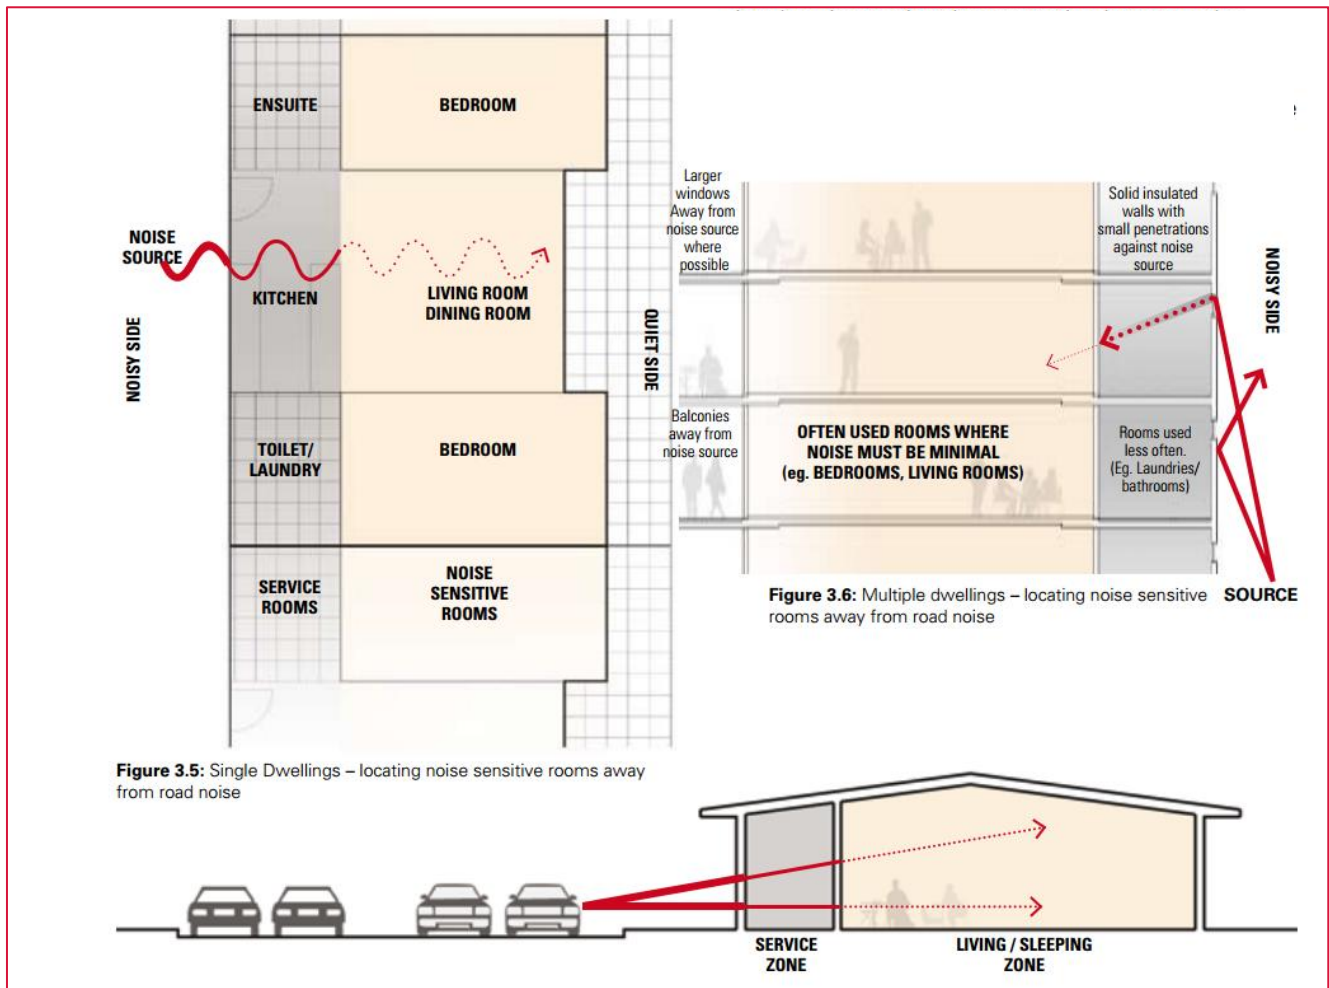 ENSUITE
BEDROOM
NOISE
SOURCE
KITCHEN
LIVING ROOM
DINING ROOM
NOISY SIDE
QUIET SIDE
TOILET/
LAUNDRY
BEDROOM
SERVICE
ROOMS
NOISE
SENSITIVE
ROOMS
Figure 3.5: Single Dwellings – locating noise sensitive rooms away
from road noise
Larger
windows
Away from
noise source
where
possible
Solid insulated
walls with
small penetrations
against noise
source
NOISY SIDE
Balconies
away from
noise source
OFTEN USED ROOMS WHERE
NOISE MUST BE MINIMAL
(eg. BEDROOMS, LIVING ROOMS)
Rooms used
less often.
(Eg. Laundries/
bathrooms)
Figure 3.6: Multiple dwellings – locating noise sensitive
rooms away from road noise
SOURCE
SERVICE
ZONE
LIVING / SLEEPING
ZONE